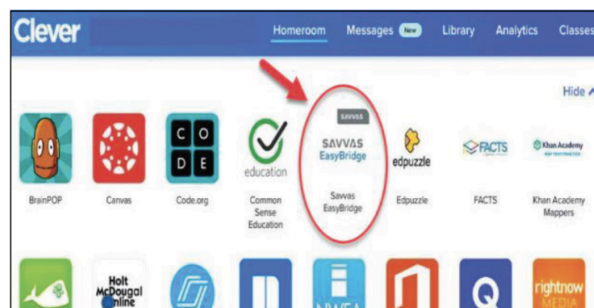 Clever
Homeroom Messages New Library Analytics Classes
Hide
SAVVAS
C O
D E
education
SAVVAS
EasyBridge
edpuzzle
FACTS
Khan Academy
BrainPOP
Canvas
Code.org
Common
Sense
Education
Savvas
EasyBridge
Edpuzzle
FACTS
Khan Academy
Mappers
Holt
McDougal
Online
NWEA
rightnow
MEDIA